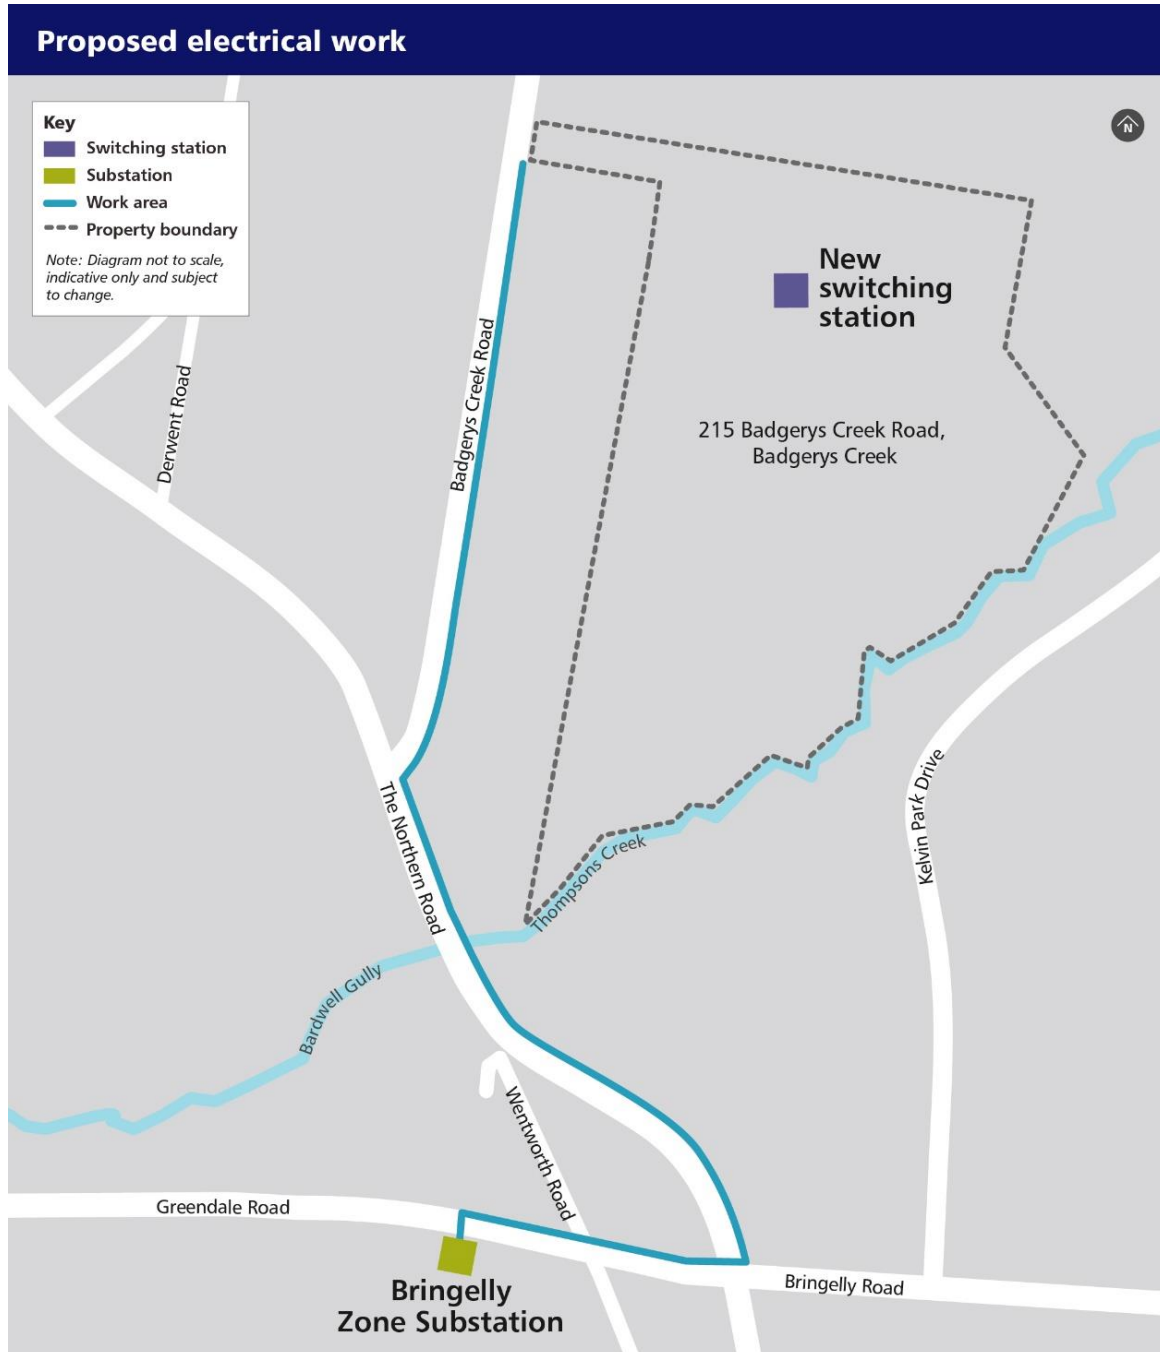 Proposed electrical work
Key
Switching station
Substation
Work area
Property boundary
Note: Diagram not to scale,
indicative only and subject
to change.
N
New
switching
station
Badgerys Creek Road
Derwent Road
215 Badgerys Creek Road,
Badgerys Creek
Kelvin Park Drive
The Northern Road
Thompsons Creek
Bardwell Gully
Wentworth Road
Greendale Road
Bringelly Road
Bringelly
Zone Substation